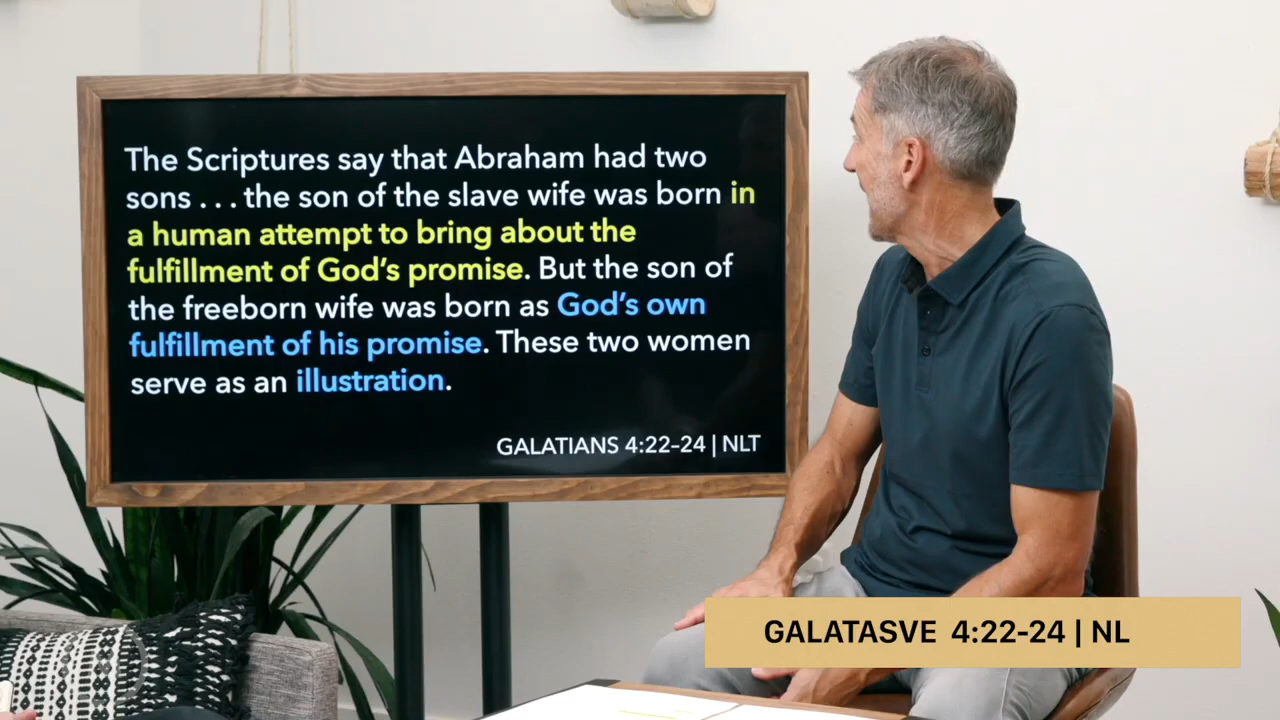 The Scriptures say that Abraham had two
sons . . . the son of the slave wife was born in
a human attempt to bring about the
fulfillment of God's promise. But the son of
the freeborn wife was born as God's own
fulfillment of his promise. These two women
serve as an illustration.
GALATIANS 4:22–24 | NLT
GALATASVE 4:22-24 | NL